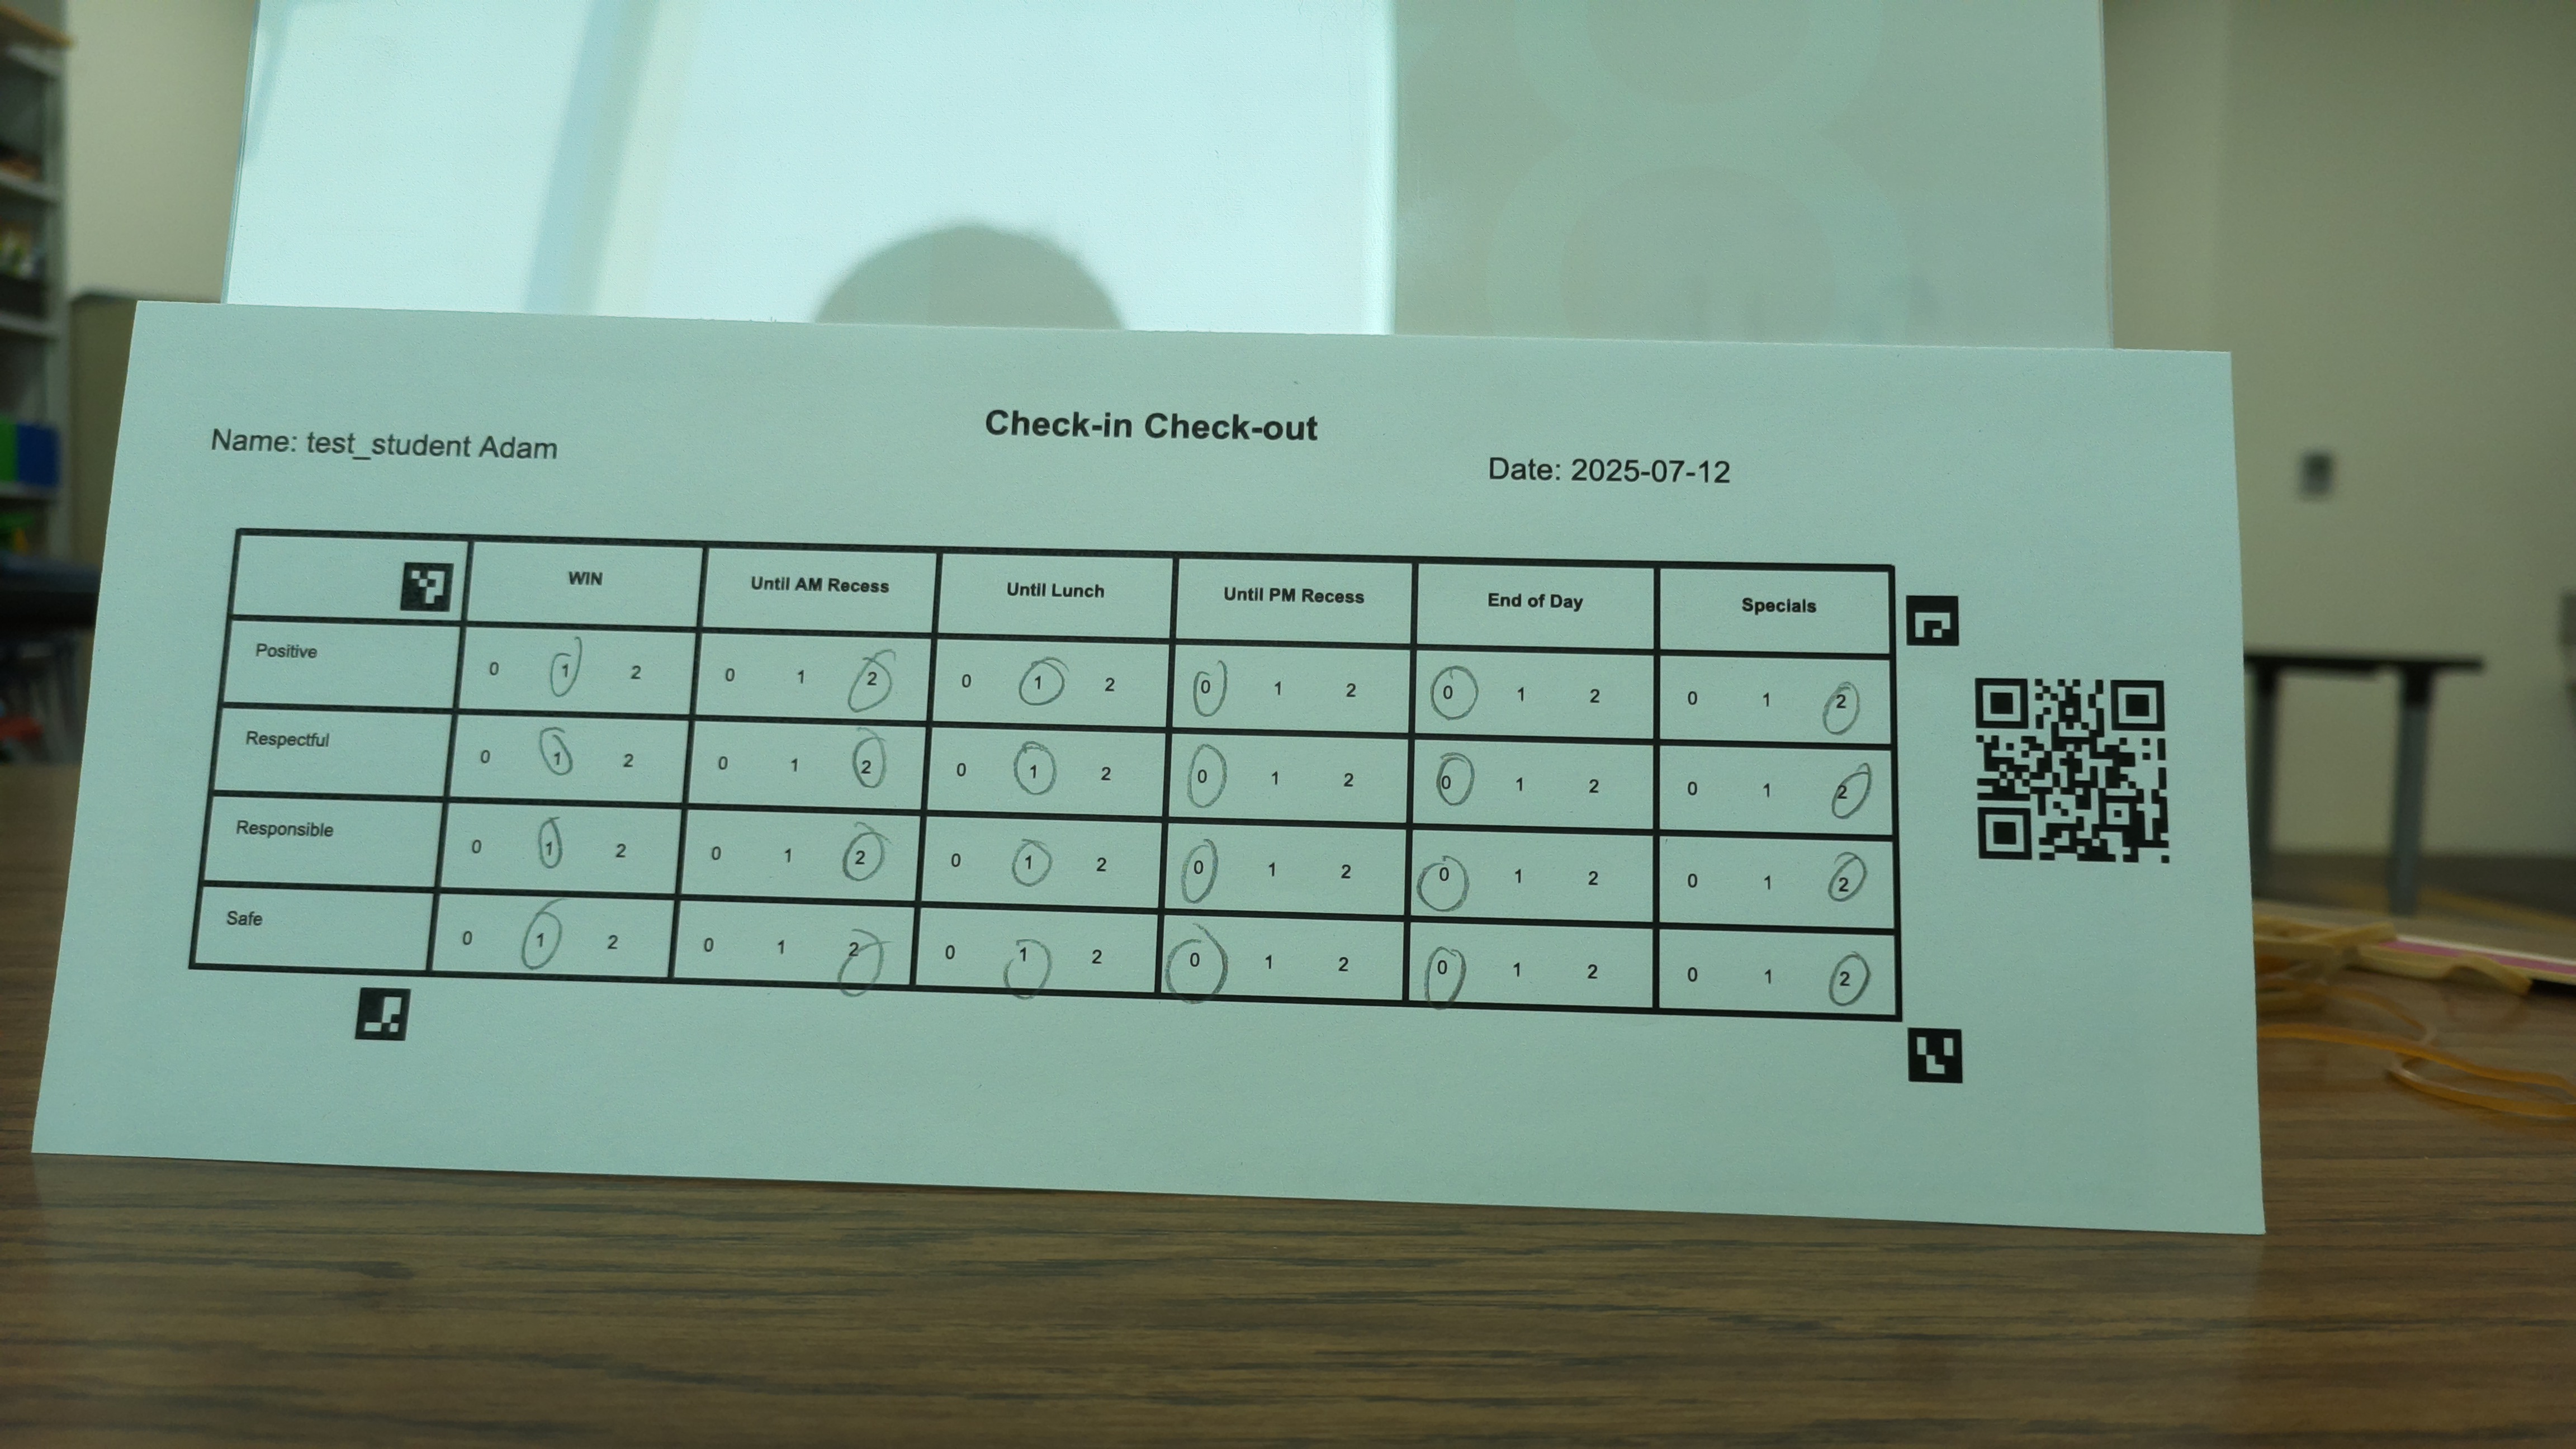 Check-in Check-out
Name: test_student Adam
Date: 2025-07-12
WIN Until AM Recess Until Lunch Until PM Recess End of Day Specials
Positive 0 1 2 0 1 2 0 1 2 0 1 2 0 1 2 0 1 2
Respectful 0 1 2 0 1 2 0 1 2 0 1 2 0 1 2 0 1 2
Responsible 0 1 2 0 1 2 0 1 2 0 1 2 0 1 2 0 1 2
Safe 0 1 2 0 1 2 0 1 2 0 1 2 0 1 2 0 1 2